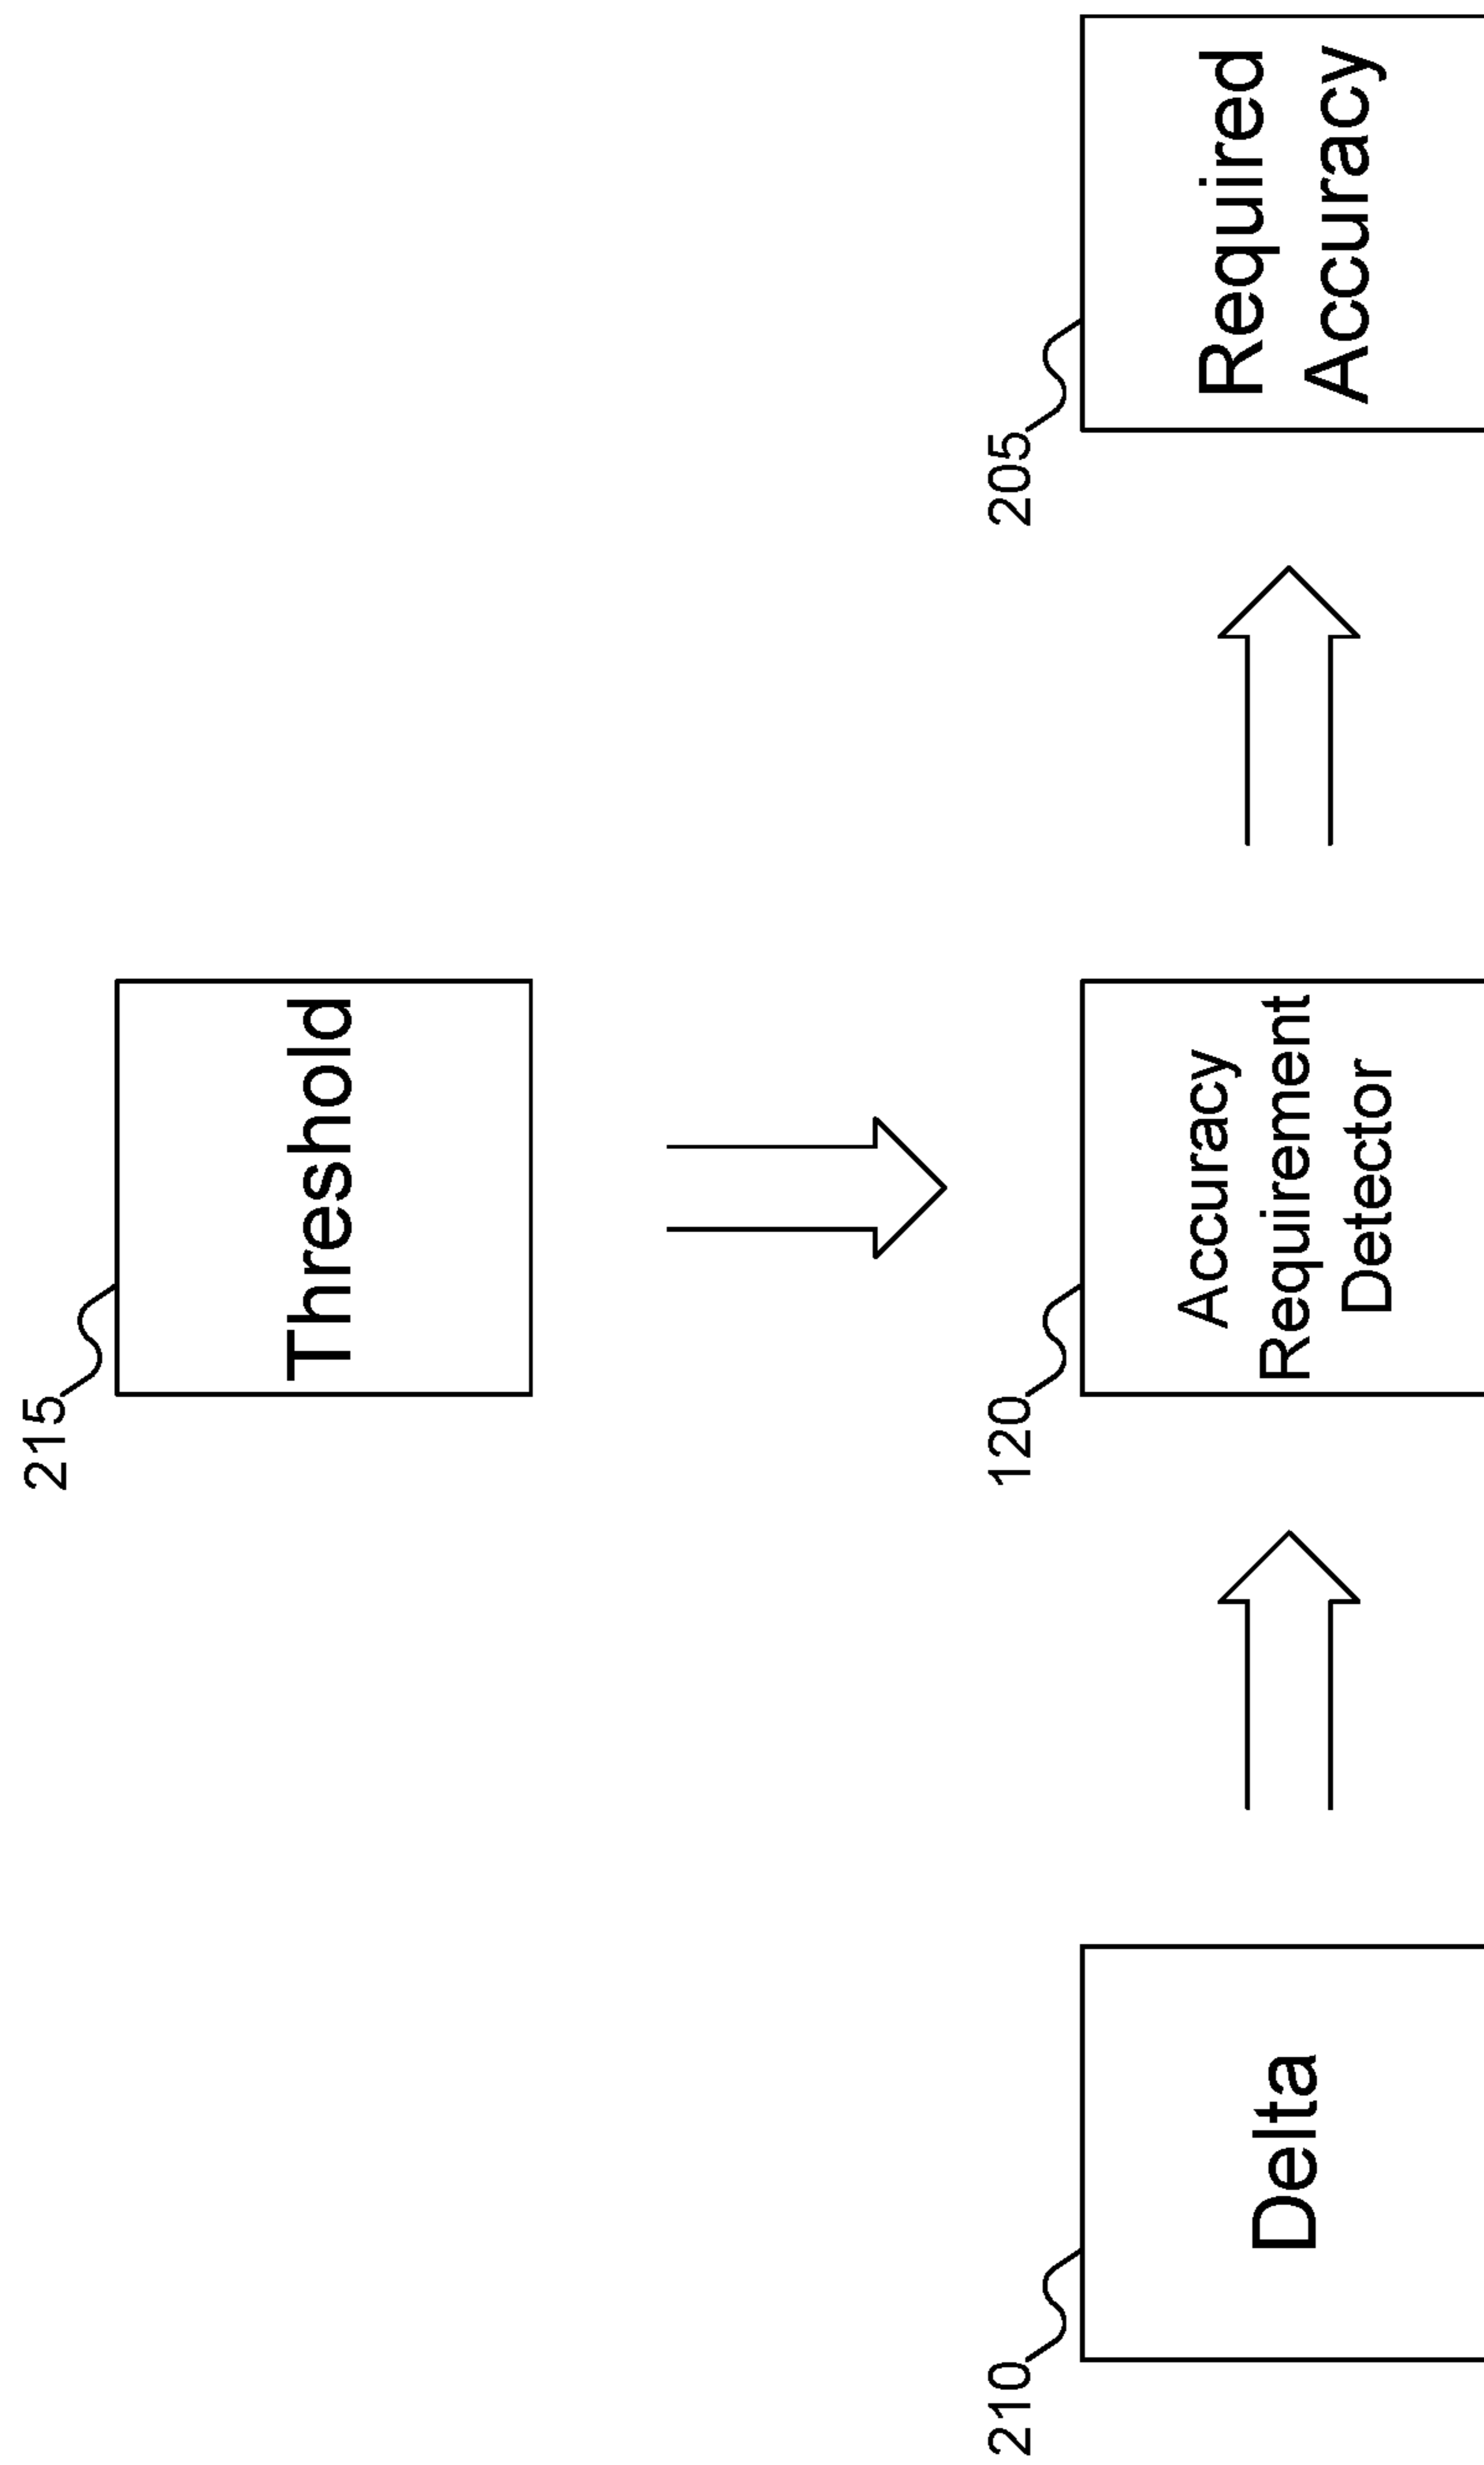 215
Threshold
210
Delta
120
Accuracy
Requirement
Detector
205
Required
Accuracy